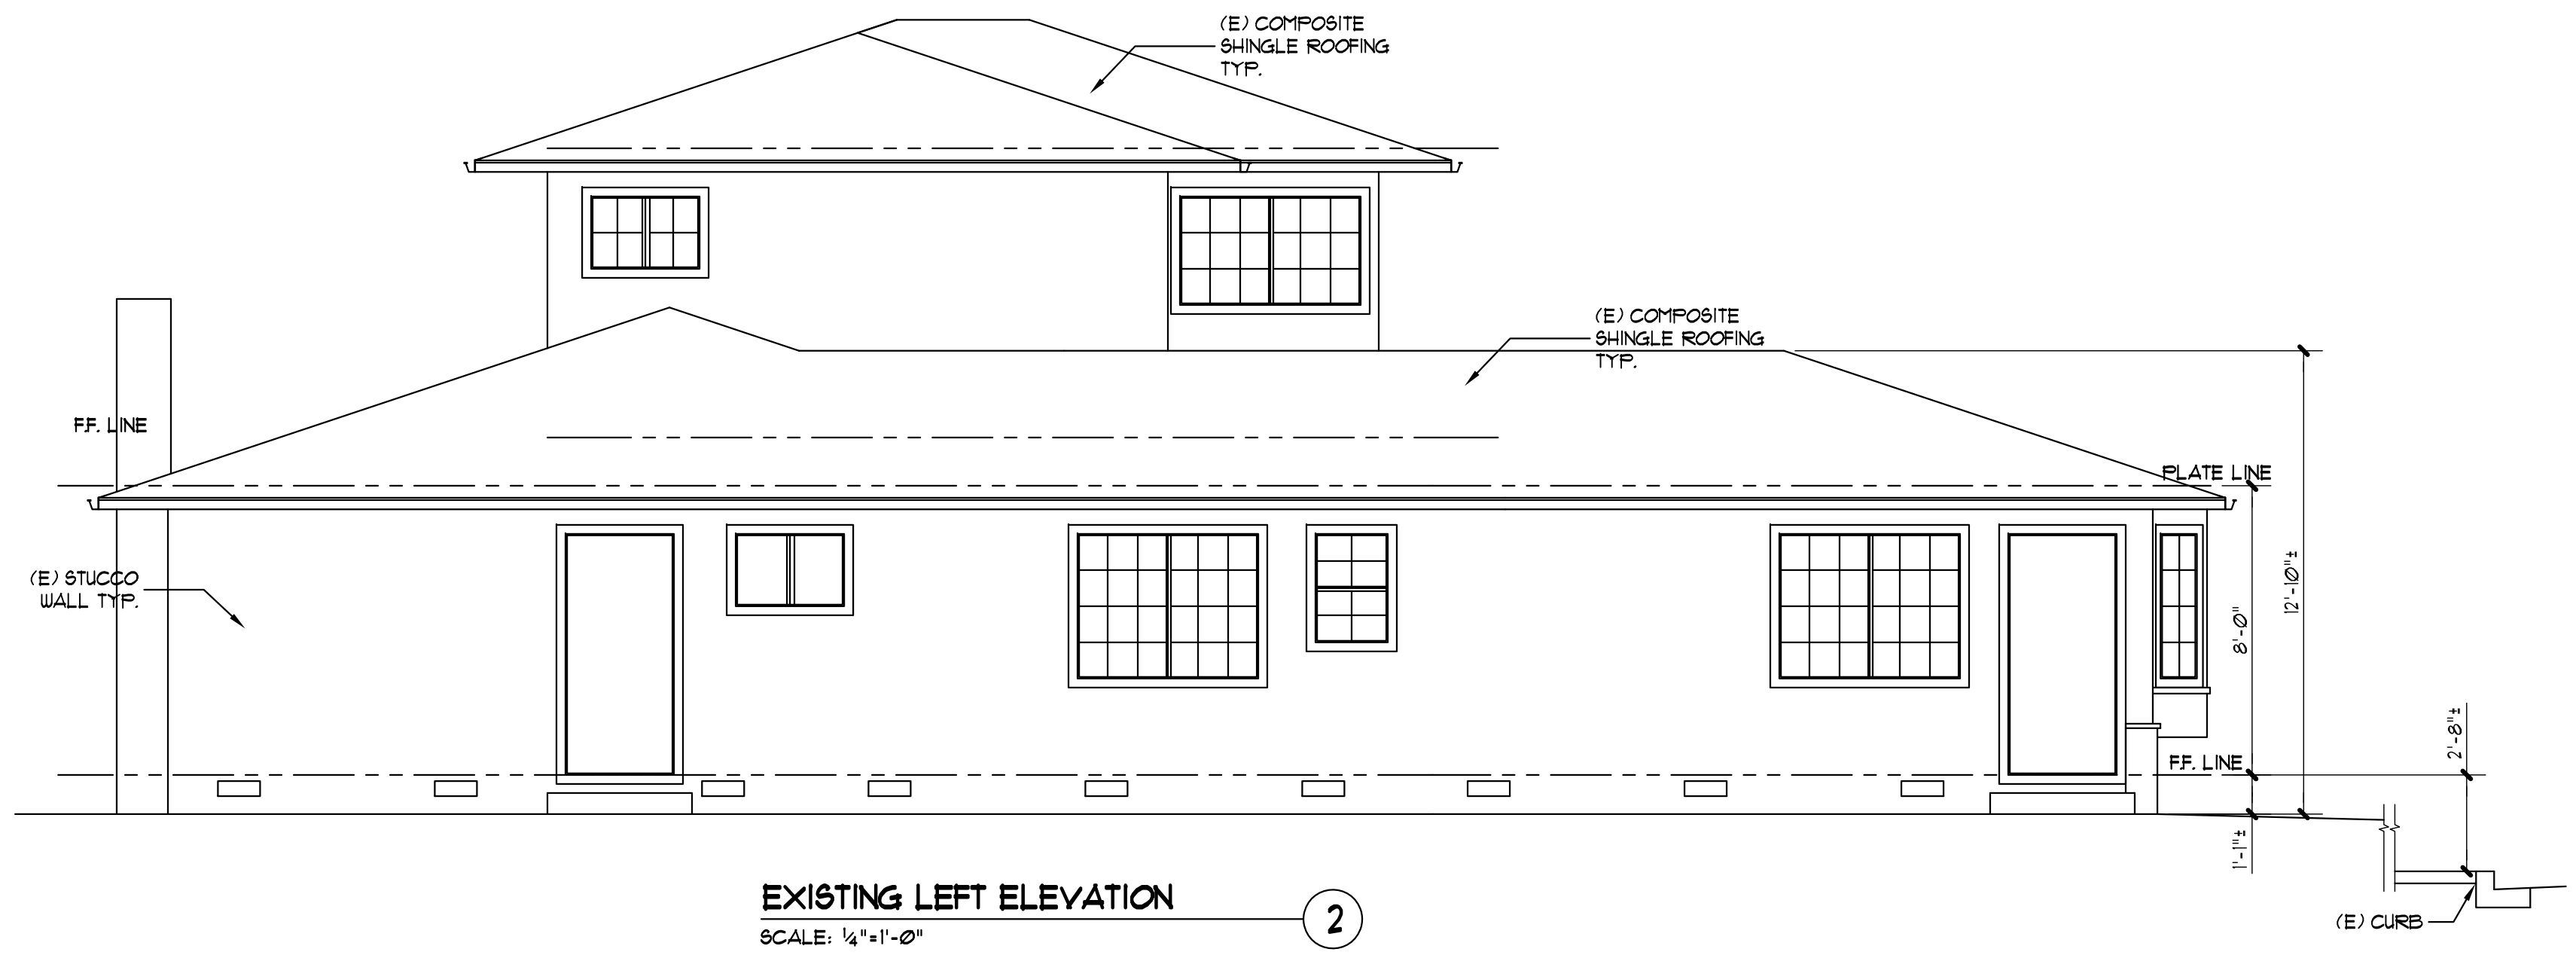 (E) COMPOSITE
SHINGLE ROOFING
TYP.
(E) COMPOSITE
SHINGLE ROOFING
TYP.
F.F. LINE
PLATE LINE
(E) STUCCO
WALL TYP.
12'-10"±
8'-0"
2'-8"±
F.F. LINE
1'-1"±
EXISTING LEFT ELEVATION
2
SCALE: 1/4"=1'-0"
(E) CURB